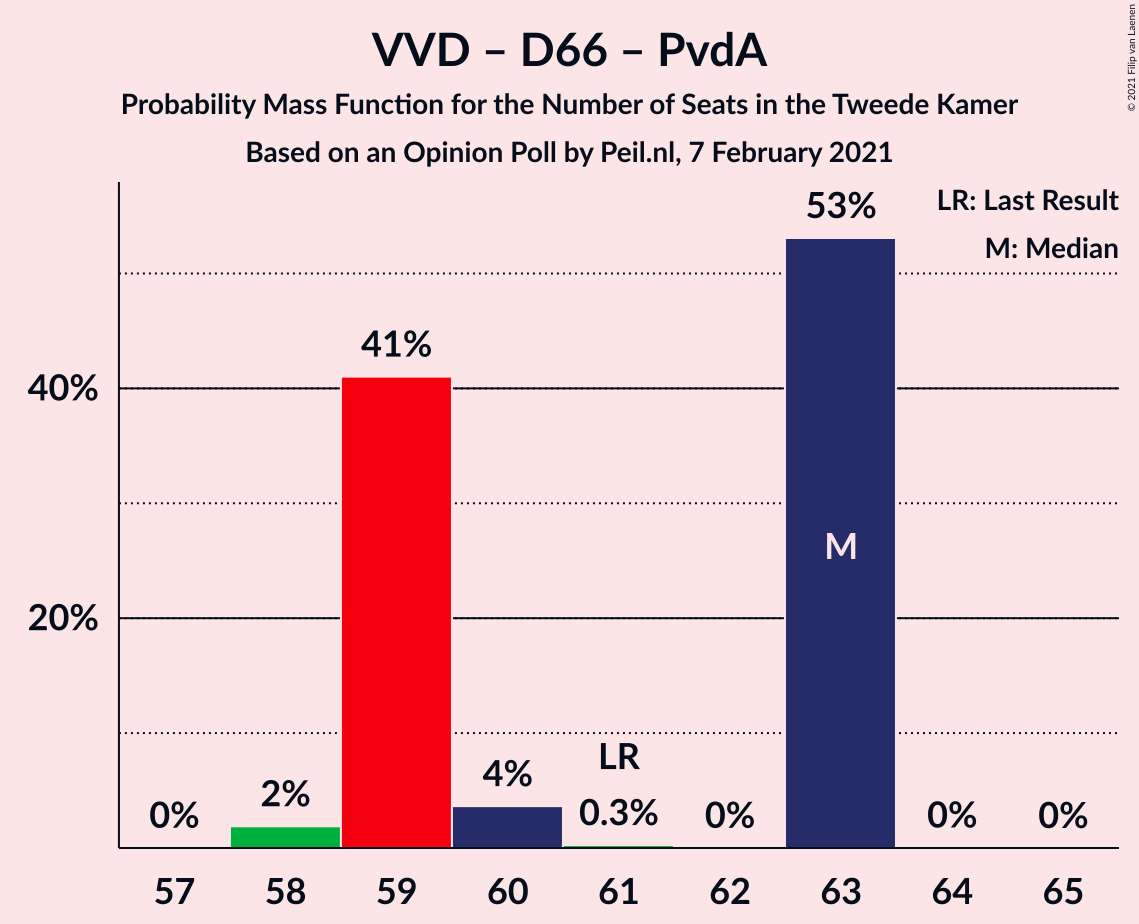 VVD – D66 – PvdA
Probability Mass Function for the Number of Seats in the Tweede Kamer
Based on an Opinion Poll by Peil.nl, 7 February 2021
© 2021 Filip van Laenen
LR: Last Result
M: Median
40%
20%
0%
2%
41%
4%
LR
0.3%
0%
53%
M
0%
0%
57 58 59 60 61 62 63 64 65